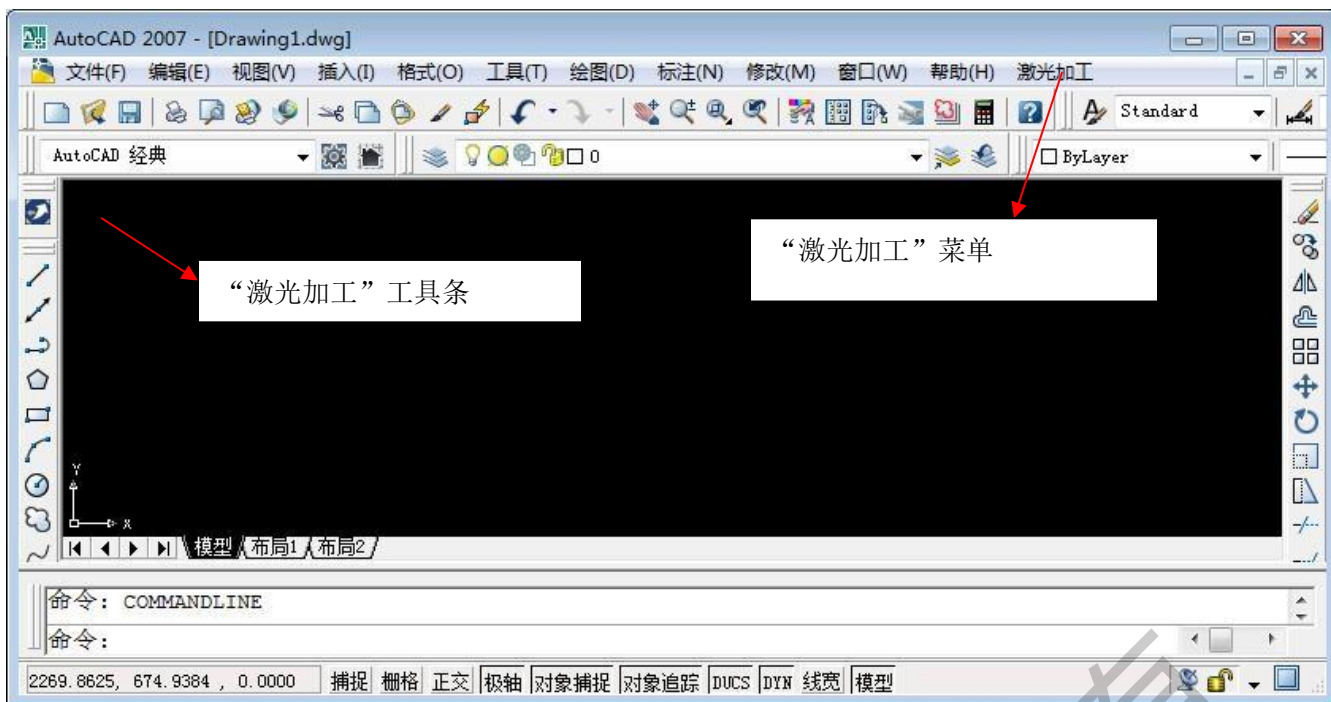 AutoCAD 2007 - [Drawing1.dwg]
文件(F) 编辑(E) 视图(V) 插入(I) 格式(O) 工具(T) 绘图(D) 标注(N) 修改(M) 窗口(W) 帮助(H) 激光加工
Standard
AutoCAD 经典 0 ByLayer
“激光加工”菜单
“激光加工”工具条
Y
X
模型 布局1 布局2
命令: COMMANDLINE
命令:
2269.8625, 674.9384 , 0.0000 捕捉 栅格 正交 极轴 对象捕捉 对象追踪 DUCS DYN 线宽 模型